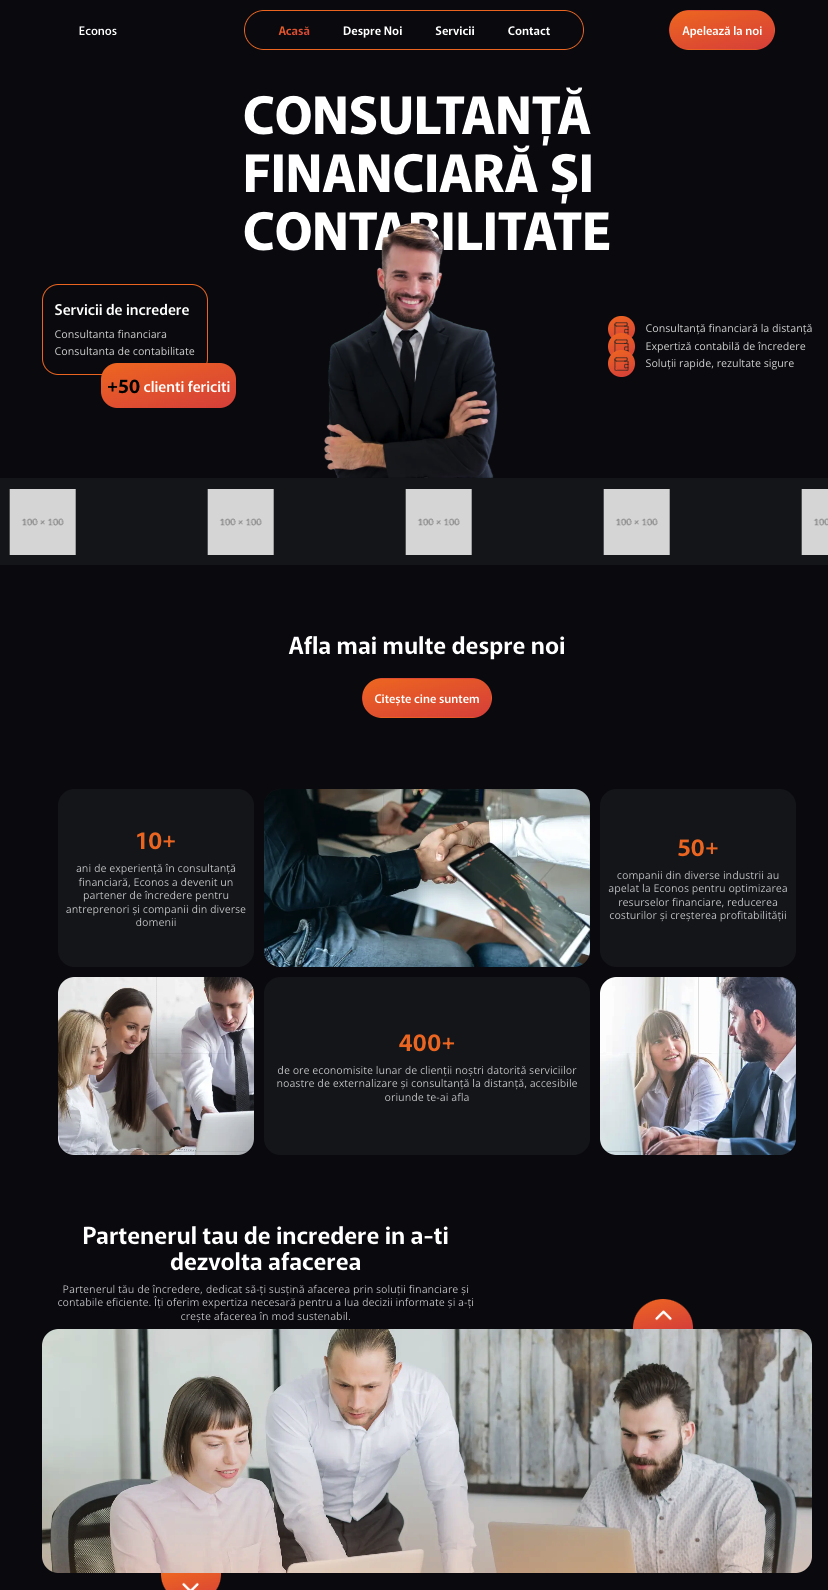 Econos
Acasă
Despre Noi
Servicii
Contact
Apelează la noi
CONSULTANȚĂ
FINANCIARĂ ȘI
CONTABILITATE
Servicii de incredere
Consultanta financiara
Consultanta de contabilitate
+50 clienti fericiti
Consultanță financiară la distanță
Expertiză contabilă de încredere
Soluții rapide, rezultate sigure
100 × 100
100 × 100
100 × 100
100 × 100
100
Afla mai multe despre noi
Citește cine suntem
10+
ani de experiență în consultanță
financiară, Econos a devenit un
partener de încredere pentru
antreprenori și companii din diverse
domenii
50+
companii din diverse industrii au
apelat la Econos pentru optimizarea
resurselor financiare, reducerea
costurilor și creșterea profitabilității
400+
de ore economisite lunar de clienții noștri datorită serviciilor
noastre de externalizare și consultanță la distanță, accesibile
oriunde te-ai afla
Partenerul tau de incredere in a-ti
dezvolta afacerea
Partenerul tău de încredere, dedicat să-ți susțină afacerea prin soluții financiare și
contabile eficiente. Îți oferim expertiza necesară pentru a lua decizii informate și a-ți
crește afacerea în mod sustenabil.